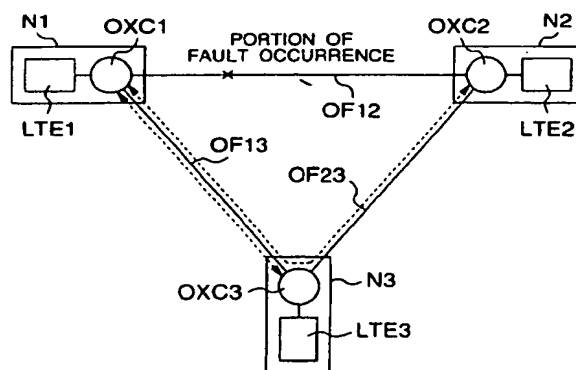 N1
OXC1
PORTION OF
FAULT OCCURRENCE
OXC2
N2
LTE1
OF12
LTE2
OF13
OF23
OXC3
N3
LTE3